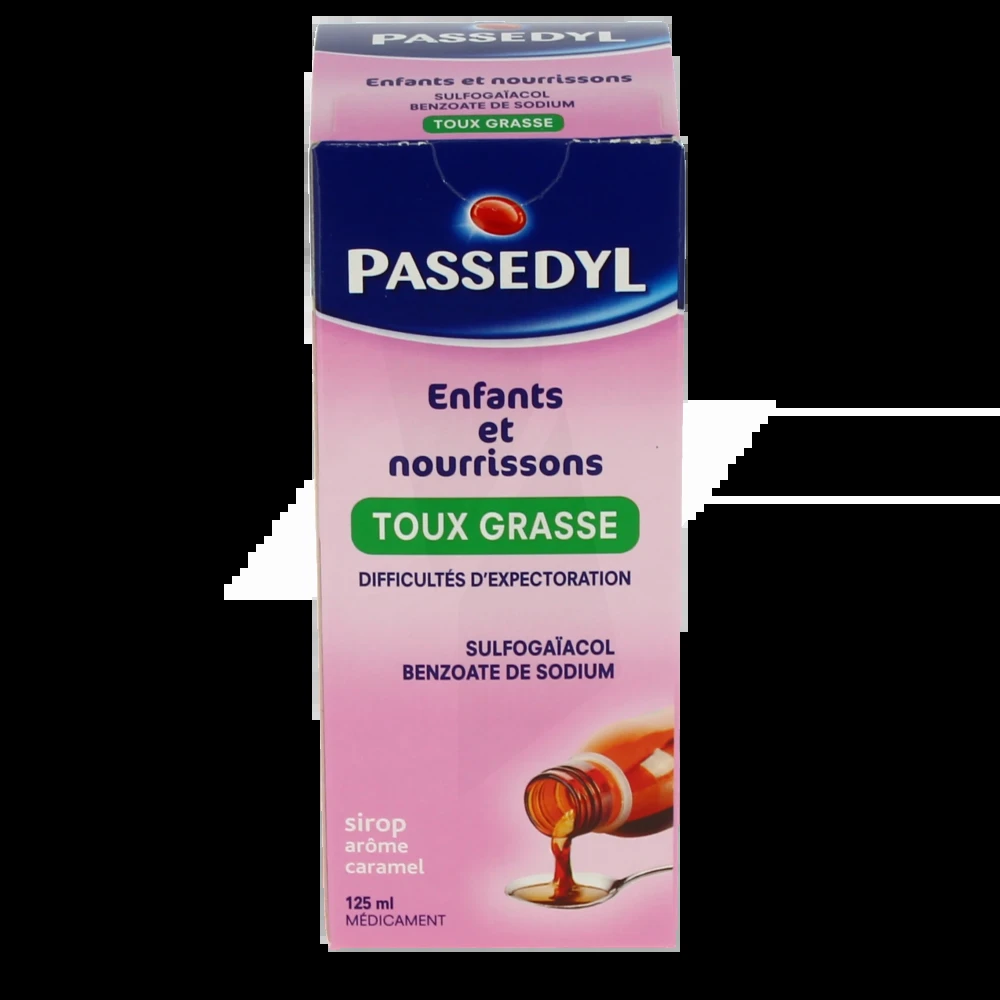 PASSEDYL
Enfants et nourrissons
SULFOGAÏACOL
BENZOATE DE SODIUM
TOUX GRASSE
PASSEDYL
Enfants
et
nourrissons
TOUX GRASSE
DIFFICULTÉS D'EXPECTORATION
SULFOGAÏACOL
BENZOATE DE SODIUM
sirop
arôme
caramel
125 ml
MÉDICAMENT